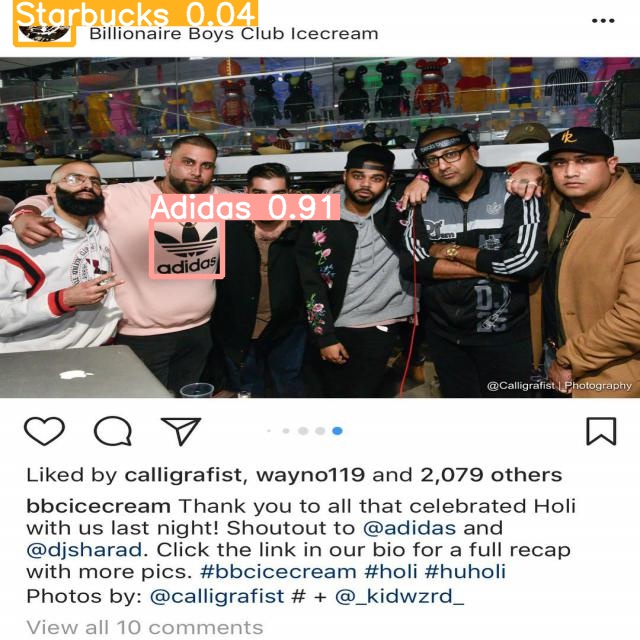 Starbucks 0.04
Billionaire Boys Club Icecream
Adidas 0.91
adidas
@Calligrafist | Photography
Liked by calligrafist, wayno119 and 2,079 others
bbcicecream Thank you to all that celebrated Holi
with us last night! Shoutout to @adidas and
@djsharad. Click the link in our bio for a full recap
with more pics. #bbcicecream #holi #huholi
Photos by: @calligrafist # + @_kidwzrd_
View all 10 comments